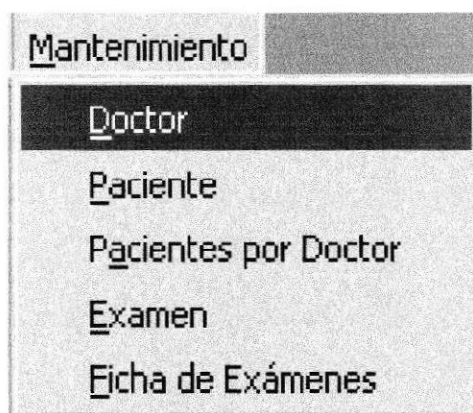 Mantenimiento
Doctor
Paciente
Pacientes por Doctor
Examen
Ficha de Exámenes